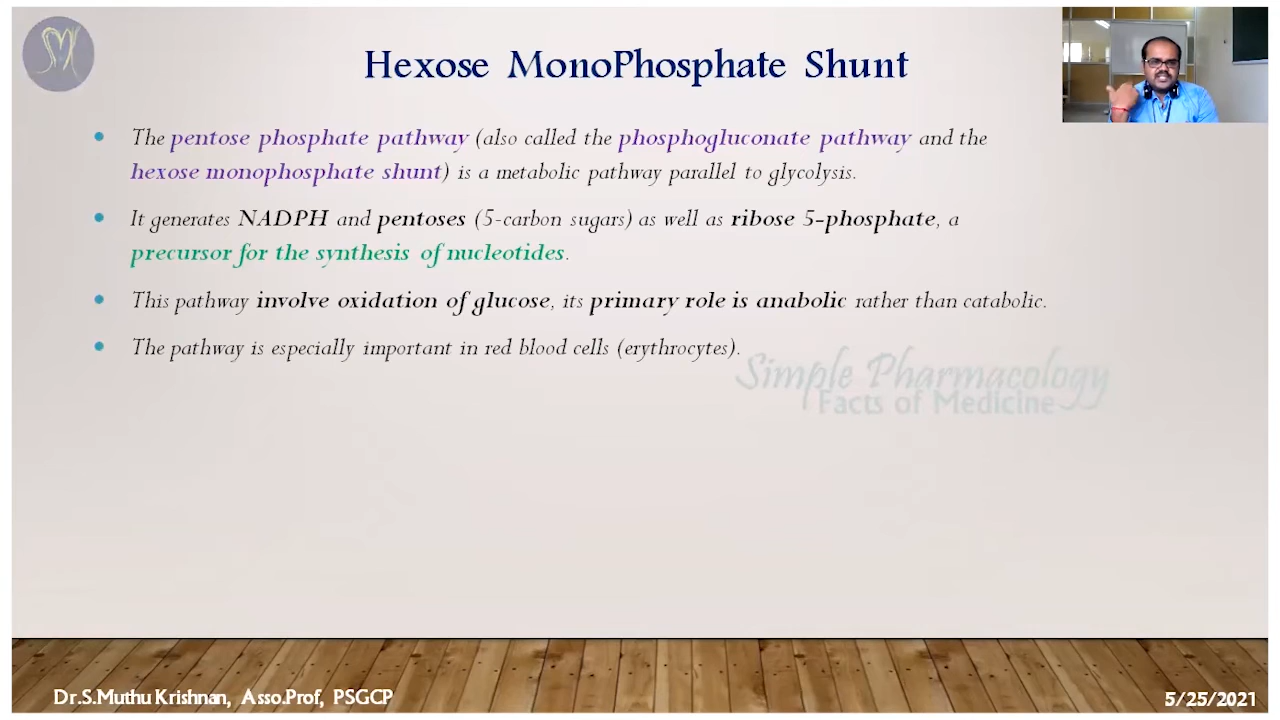 SM
Hexose MonoPhosphate Shunt
The pentose phosphate pathway (also called the phosphogluconate pathway and the
hexose monophosphate shunt) is a metabolic pathway parallel to glycolysis.
It generates NADPH and pentoses (5-carbon sugars) as well as ribose 5-phosphate, a
precursor for the synthesis of nucleotides.
This pathway involve oxidation of glucose, its primary role is anabolic rather than catabolic.
The pathway is especially important in red blood cells (erythrocytes).
Simple Pharmacology
Facts of Medicine
Dr.S.Muthu Krishnan, Asso.Prof, PSGCP
5/25/2021